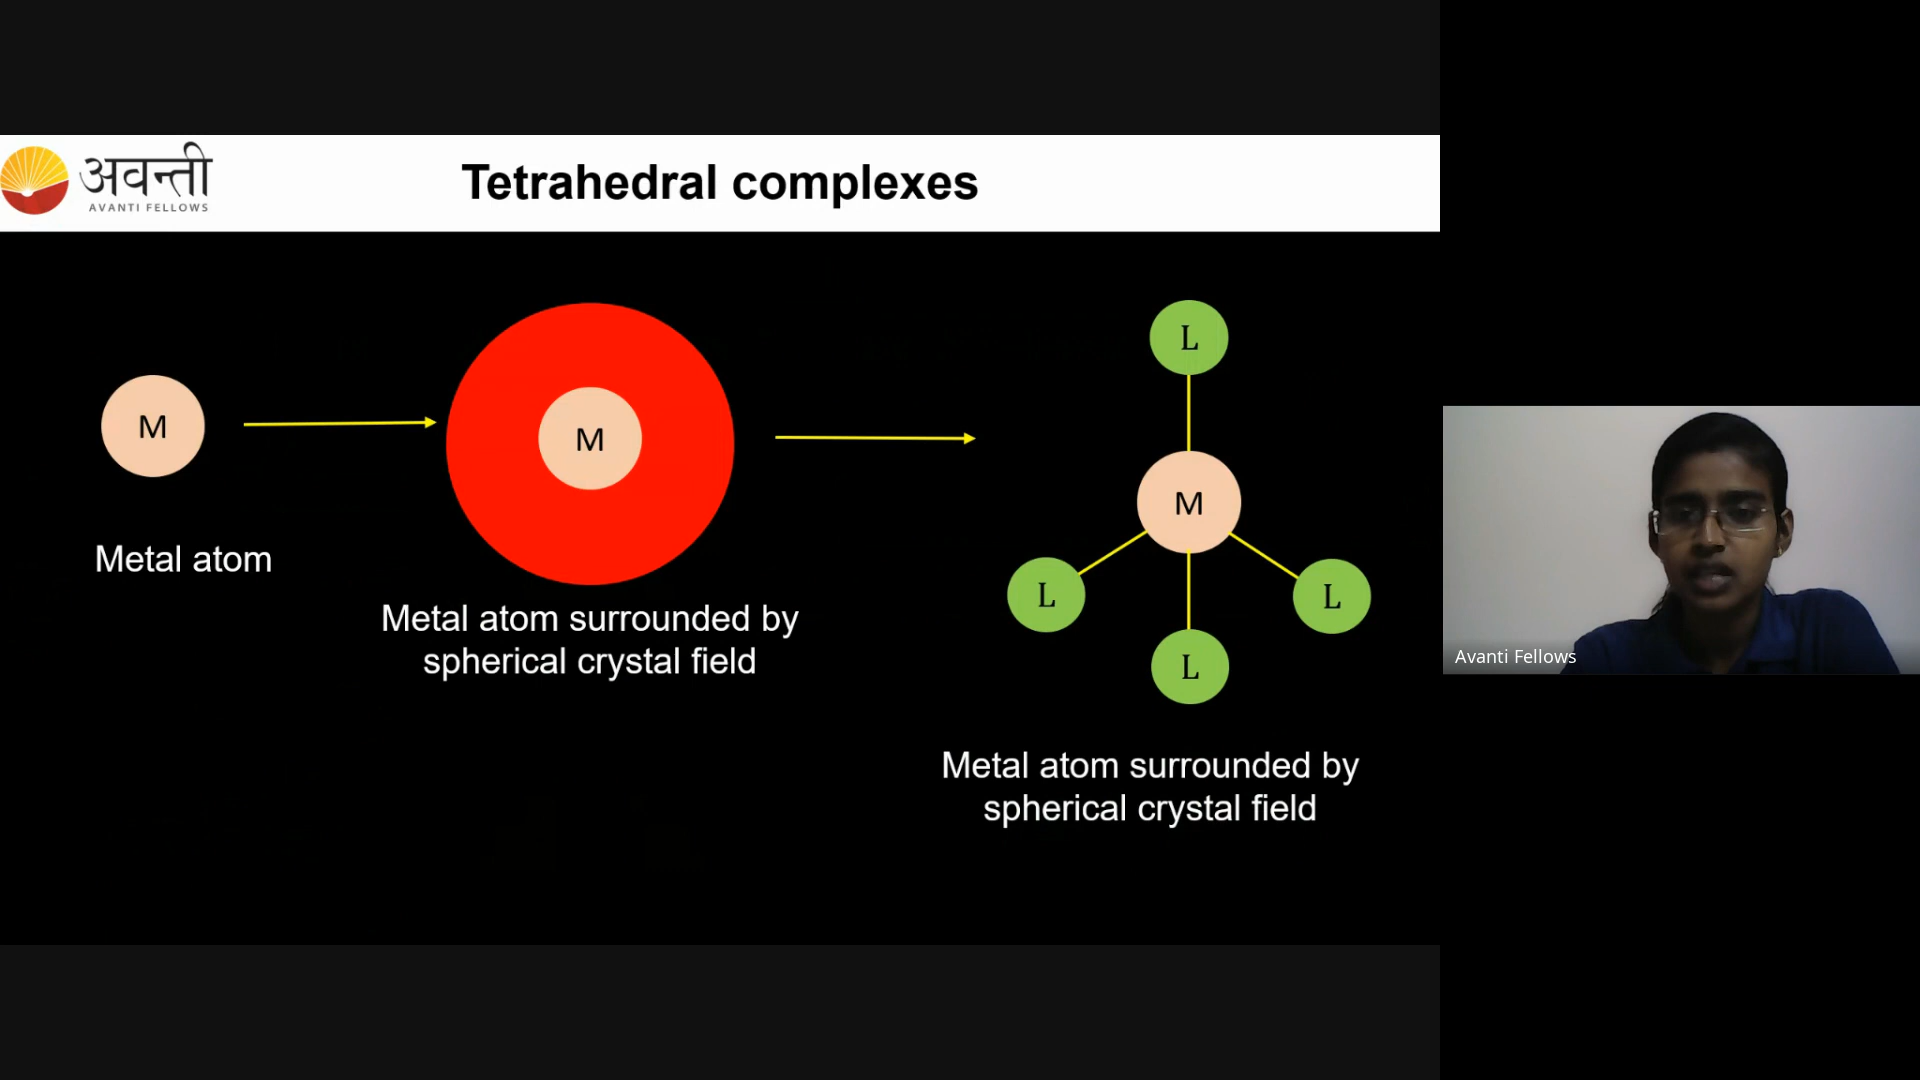 अवन्ती
AVANTI FELLOWS
Tetrahedral complexes
M
Metal atom
M
Metal atom surrounded by
spherical crystal field
L
M
L
L
L
Metal atom surrounded by
spherical crystal field
Avanti Fellows